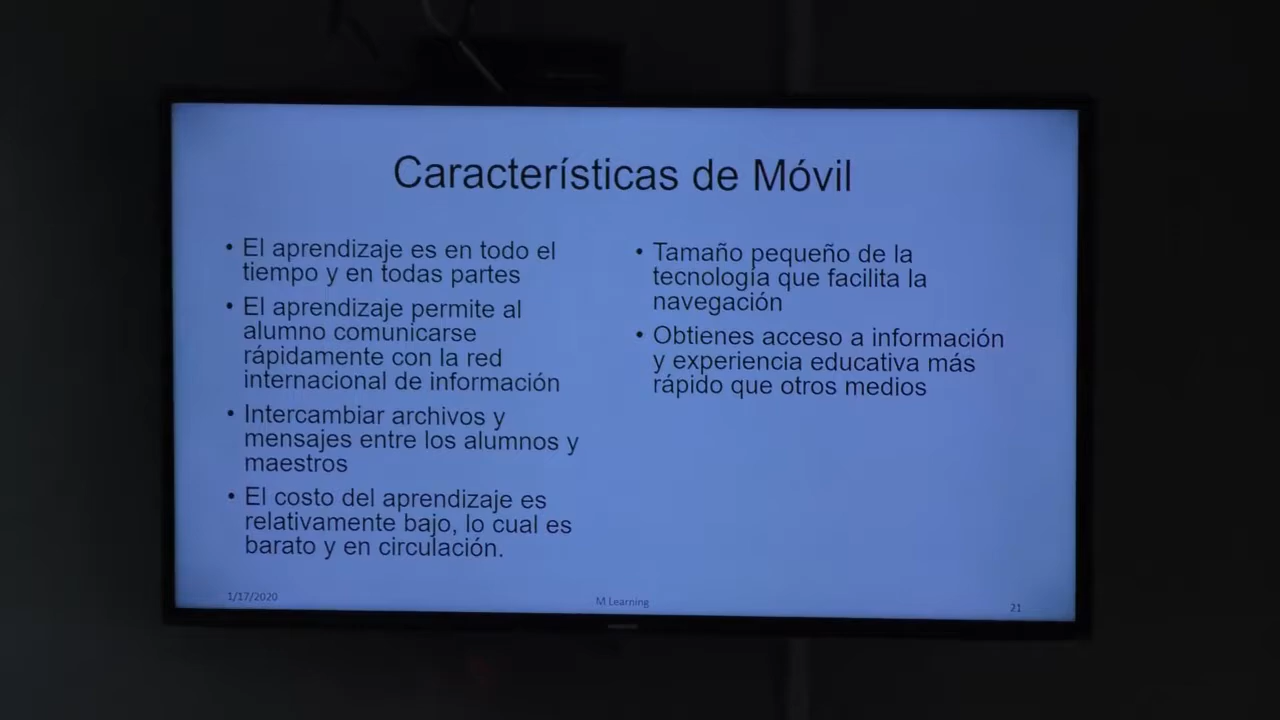 Características de Móvil
• El aprendizaje es en todo el
tiempo y en todas partes
• El aprendizaje permite al
alumno comunicarse
rápidamente con la red
internacional de información
• Intercambiar archivos y
mensajes entre los alumnos y
maestros
• El costo del aprendizaje es
relativamente bajo, lo cual es
barato y en circulación.
• Tamaño pequeño de la
tecnología que facilita la
navegación
• Obtienes acceso a información
y experiencia educativa más
rápido que otros medios
1/17/2020
M Learning
21